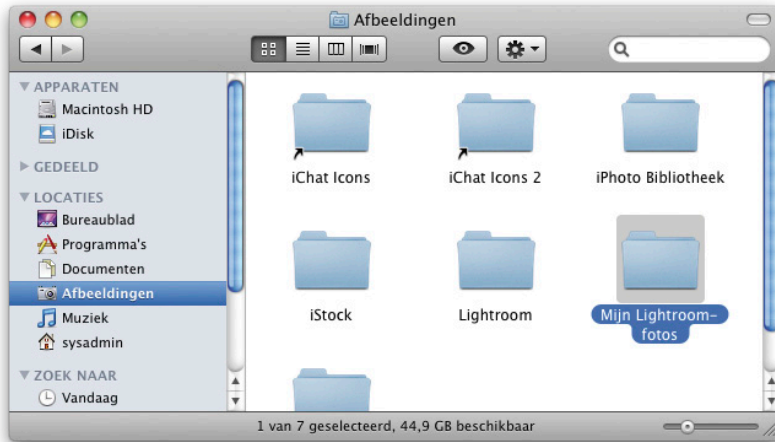 Afbeeldingen
APPARATEN
Macintosh HD
iDisk
GEDEELD
LOCATIES
Bureaublad
Programma's
Documenten
Afbeeldingen
Muziek
sysadmin
ZOEK NAAR
Vandaag
iChat Icons
iChat Icons 2
iPhoto Bibliotheek
iStock
Lightroom
Mijn Lightroom-
fotos
1 van 7 geselecteerd, 44,9 GB beschikbaar